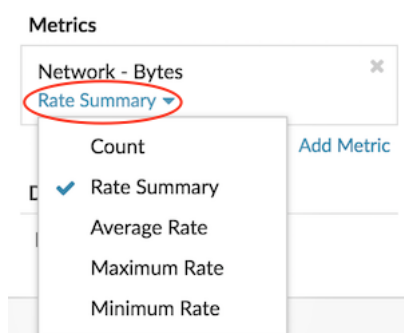 Metrics
Network - Bytes
Rate Summary
Count
Add Metric
Rate Summary
Average Rate
Maximum Rate
Minimum Rate